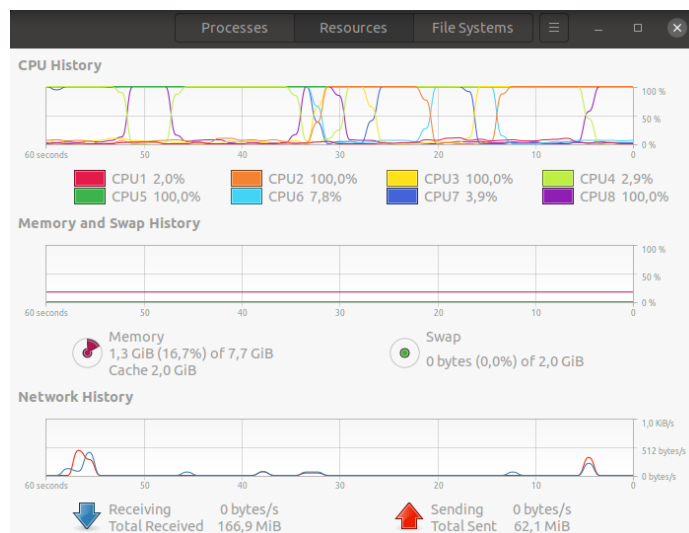 Processes Resources File Systems
CPU History
100 %
50 %
0 %
60 seconds 50 40 30 20 10 0
CPU1 2,0% CPU2 100,0% CPU3 100,0% CPU4 2,9%
CPU5 100,0% CPU6 7,8% CPU7 3,9% CPU8 100,0%
Memory and Swap History
100 %
50 %
0 %
60 seconds 50 40 30 20 10 0
Memory Swap
1,3 GiB (16,7%) of 7,7 GiB 0 bytes (0,0%) of 2,0 GiB
Cache 2,0 GiB
Network History
1,0 KiB/s
512 bytes/s
0 bytes/s
60 seconds 50 40 30 20 10 0
Receiving 0 bytes/s Sending 0 bytes/s
Total Received 166,9 MiB Total Sent 62,1 MiB